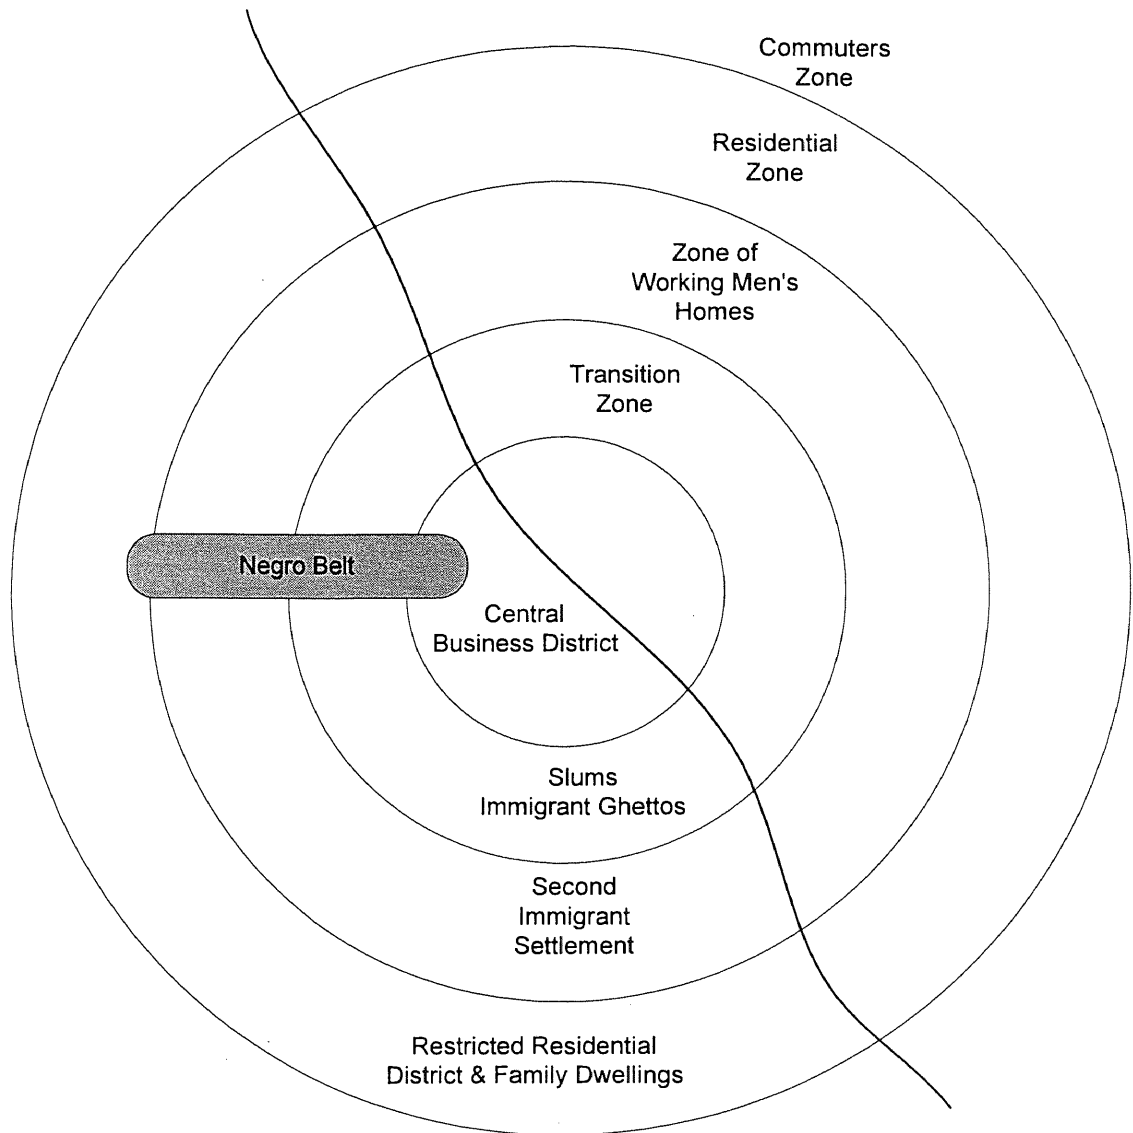 Commuters
Zone
Residential
Zone
Zone of
Working Men's
Homes
Transition
Zone
Negro Belt
Central
Business District
Slums
Immigrant Ghettos
Second
Immigrant
Settlement
Restricted Residential
District & Family Dwellings